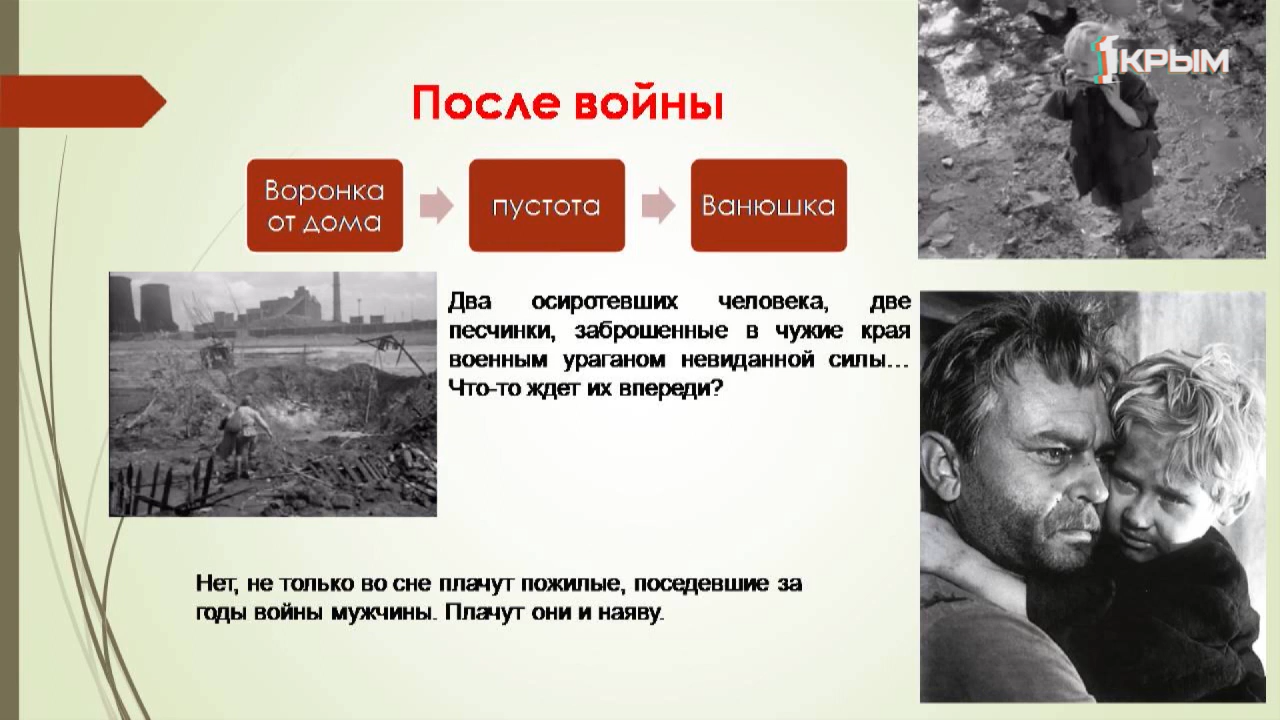 1КРЫМ
После войны
Воронка
от дома
пустота
Ванюшка
Два осиротевших человека, две
песчинки, заброшенные в чужие края
военным ураганом невиданной силы...
Что-то ждет их впереди?
Нет, не только во сне плачут пожилые, поседевшие за
годы войны мужчины. Плачут они и наяву.